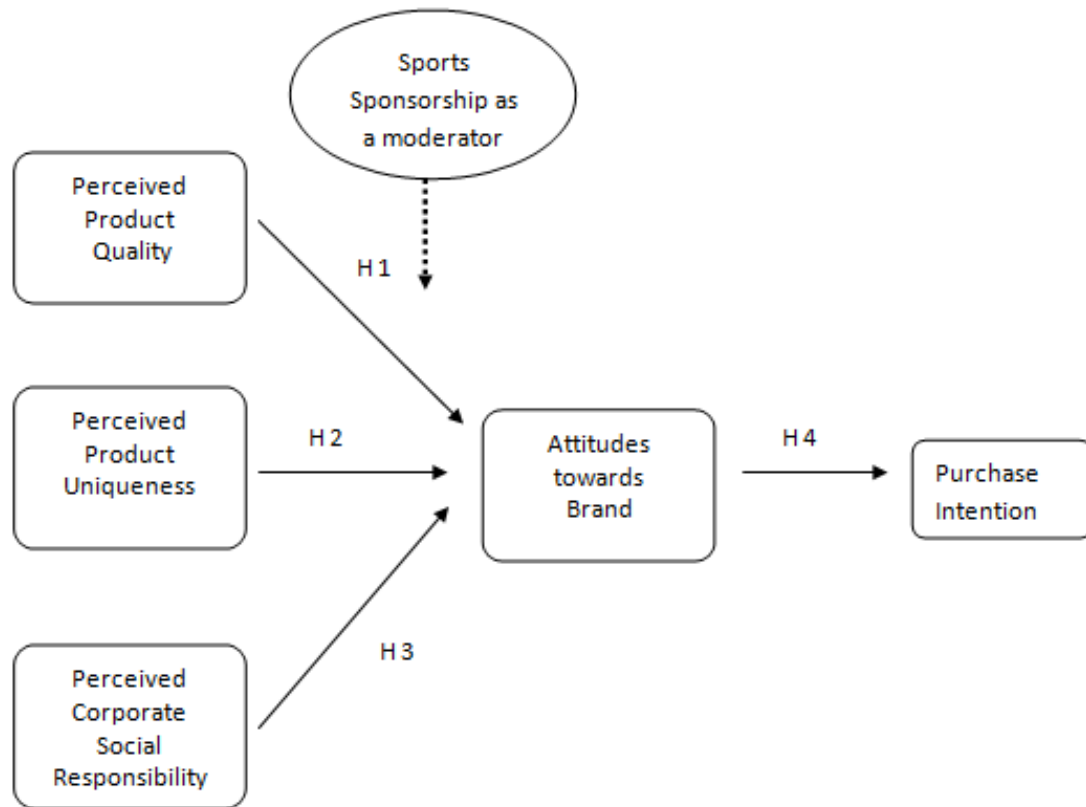 Sports
Sponsorship as
a moderator
Perceived
Product
Quality
H 1
Perceived
Product
Uniqueness
H 2
Attitudes
towards
Brand
H 4
Purchase
Intention
H 3
Perceived
Corporate
Social
Responsibility